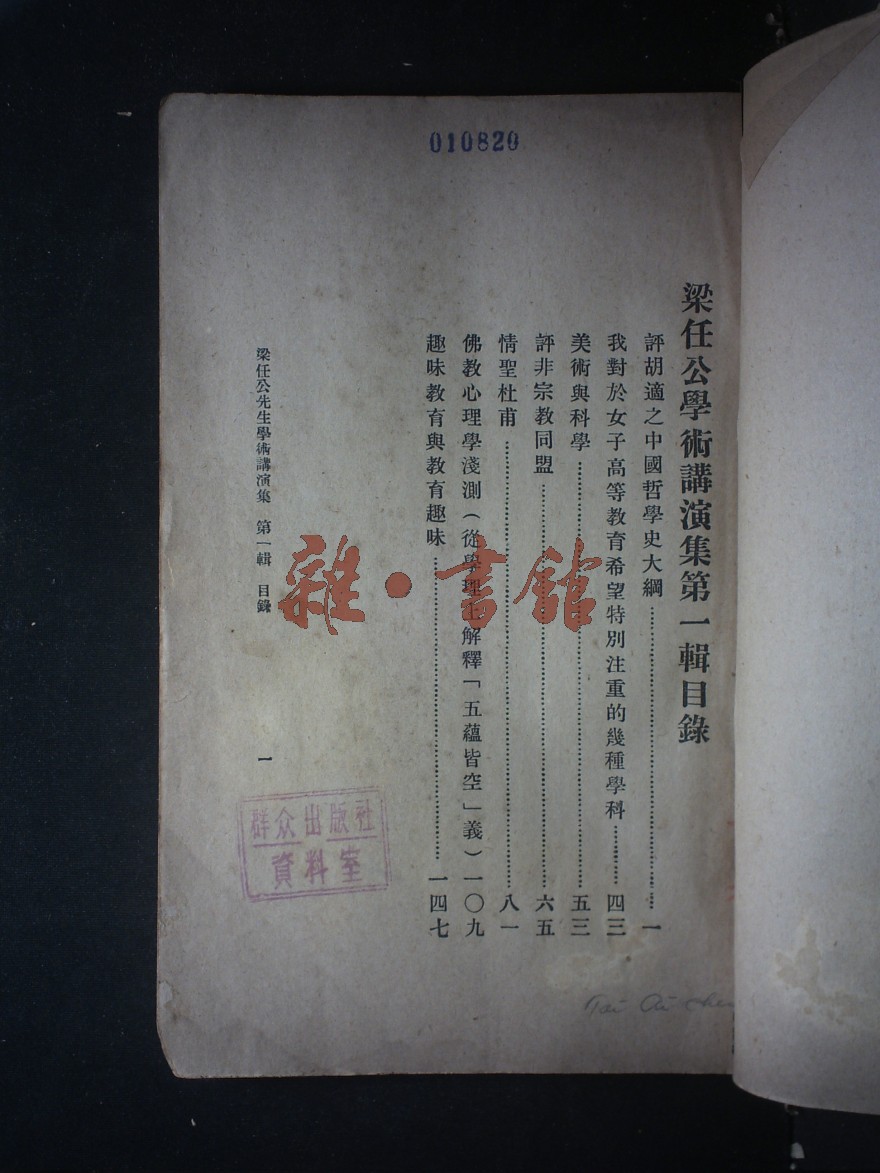 010820
梁任公學術講演集第一輯目錄
評胡適之中國哲學史大綱……一
我對於女子高等教育希望特別注重的幾種學科……四三
美術與科學……五三
評非宗教同盟……六五
情聖杜甫……八一
佛教心理學淺測(從學理上解釋「五蘊皆空」義)一〇九
趣味教育與教育趣味……一四七
梁任公先生學術講演集 第一輯 目錄 一
雜·書館
群众出版社
資料室